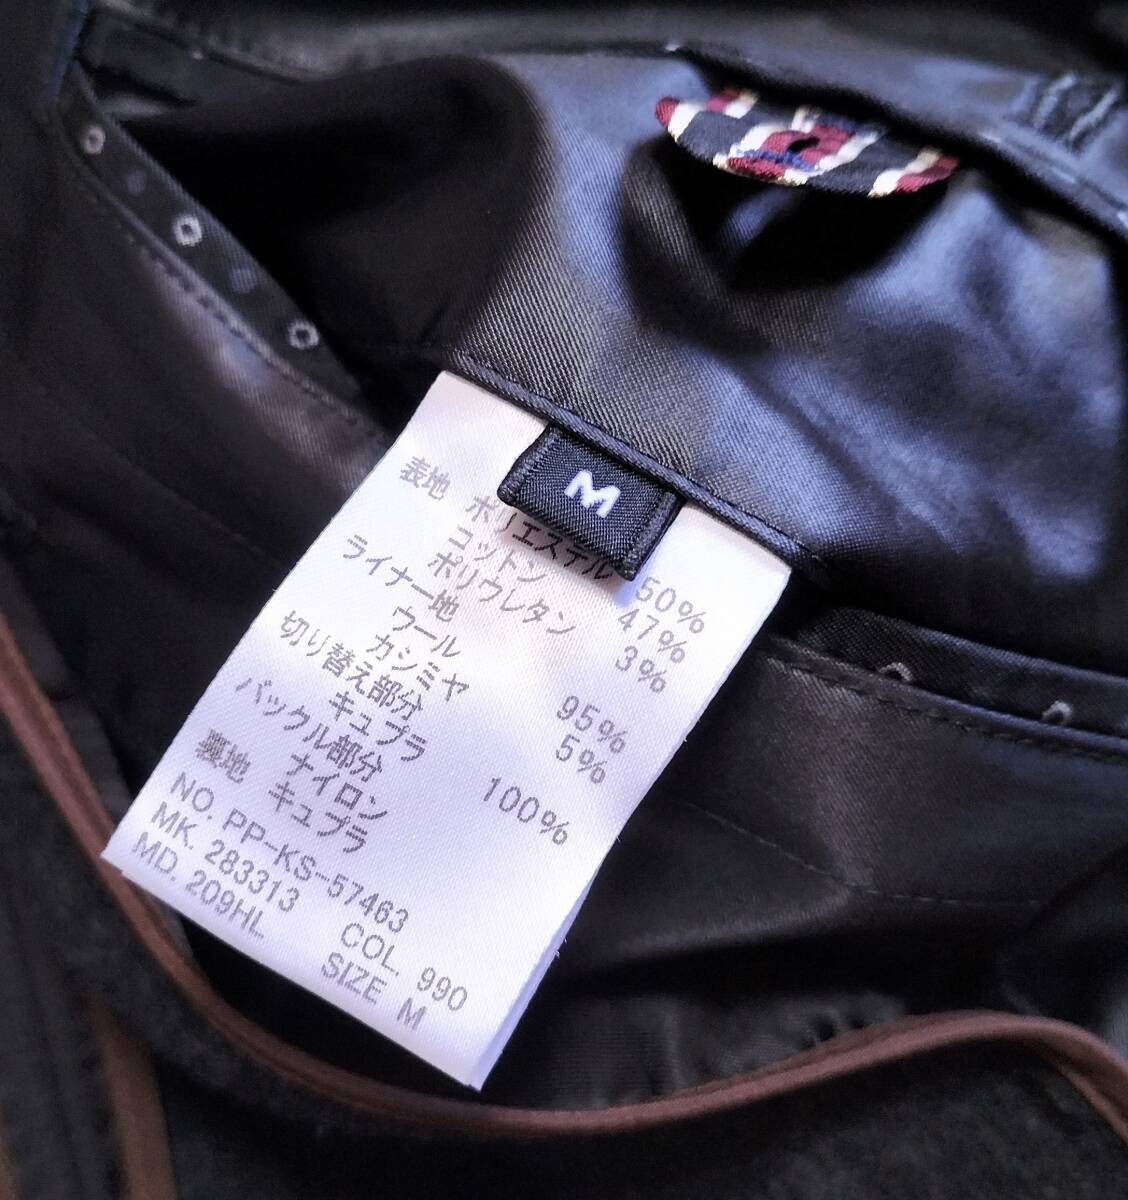 M
表地 ポリエステル 50%
コットン 47%
ポリウレタン 3%
ライナー地
ウール 95%
カシミヤ 5%
切り替え部分
キュプラ 100%
バックル部分
ナイロン
裏地 キュプラ
NO. PP-KS-57463
MK. 283313 COL. 990
MD. 209HL SIZE M